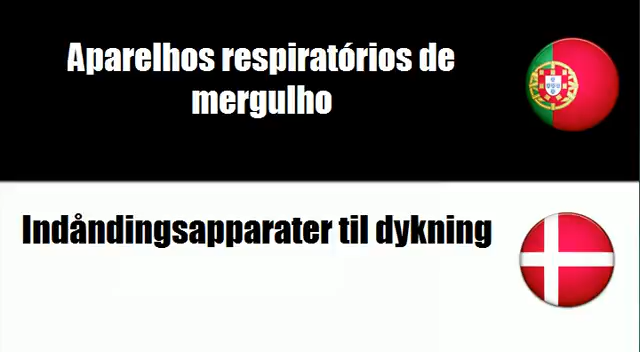 Aparelhos respiratórios de
mergulho
Indåndingsapparater til dykning